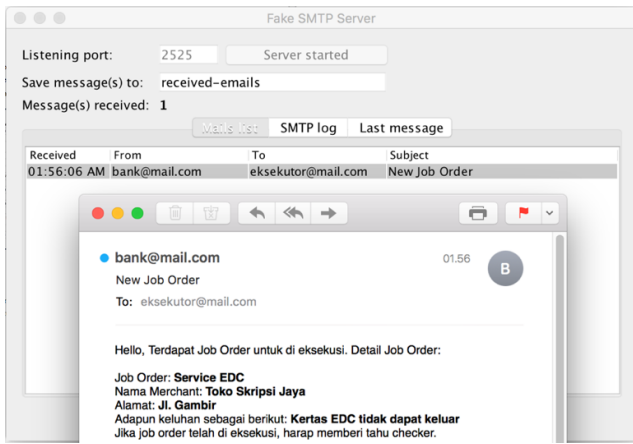 Fake SMTP Server
Listening port: 2525 Server started
Save message(s) to: received-emails
Message(s) received: 1
Mails list SMTP log Last message
Received From To Subject
01:56:06 AM bank@mail.com eksekutor@mail.com New Job Order
bank@mail.com 01.56
B
New Job Order
To: eksekutor@mail.com
Hello, Terdapat Job Order untuk di eksekusi. Detail Job Order:
Job Order: Service EDC
Nama Merchant: Toko Skripsi Jaya
Alamat: Jl. Gambir
Adapun keluhan sebagai berikut: Kertas EDC tidak dapat keluar
Jika job order telah di eksekusi, harap memberi tahu checker.